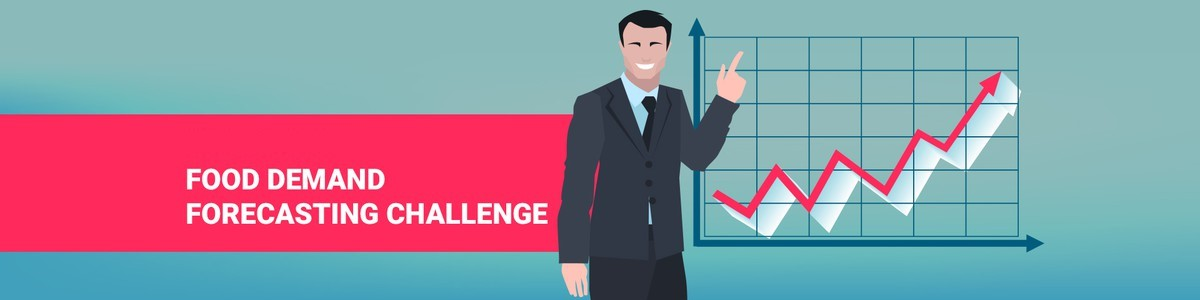 FOOD DEMAND
FORECASTING CHALLENGE